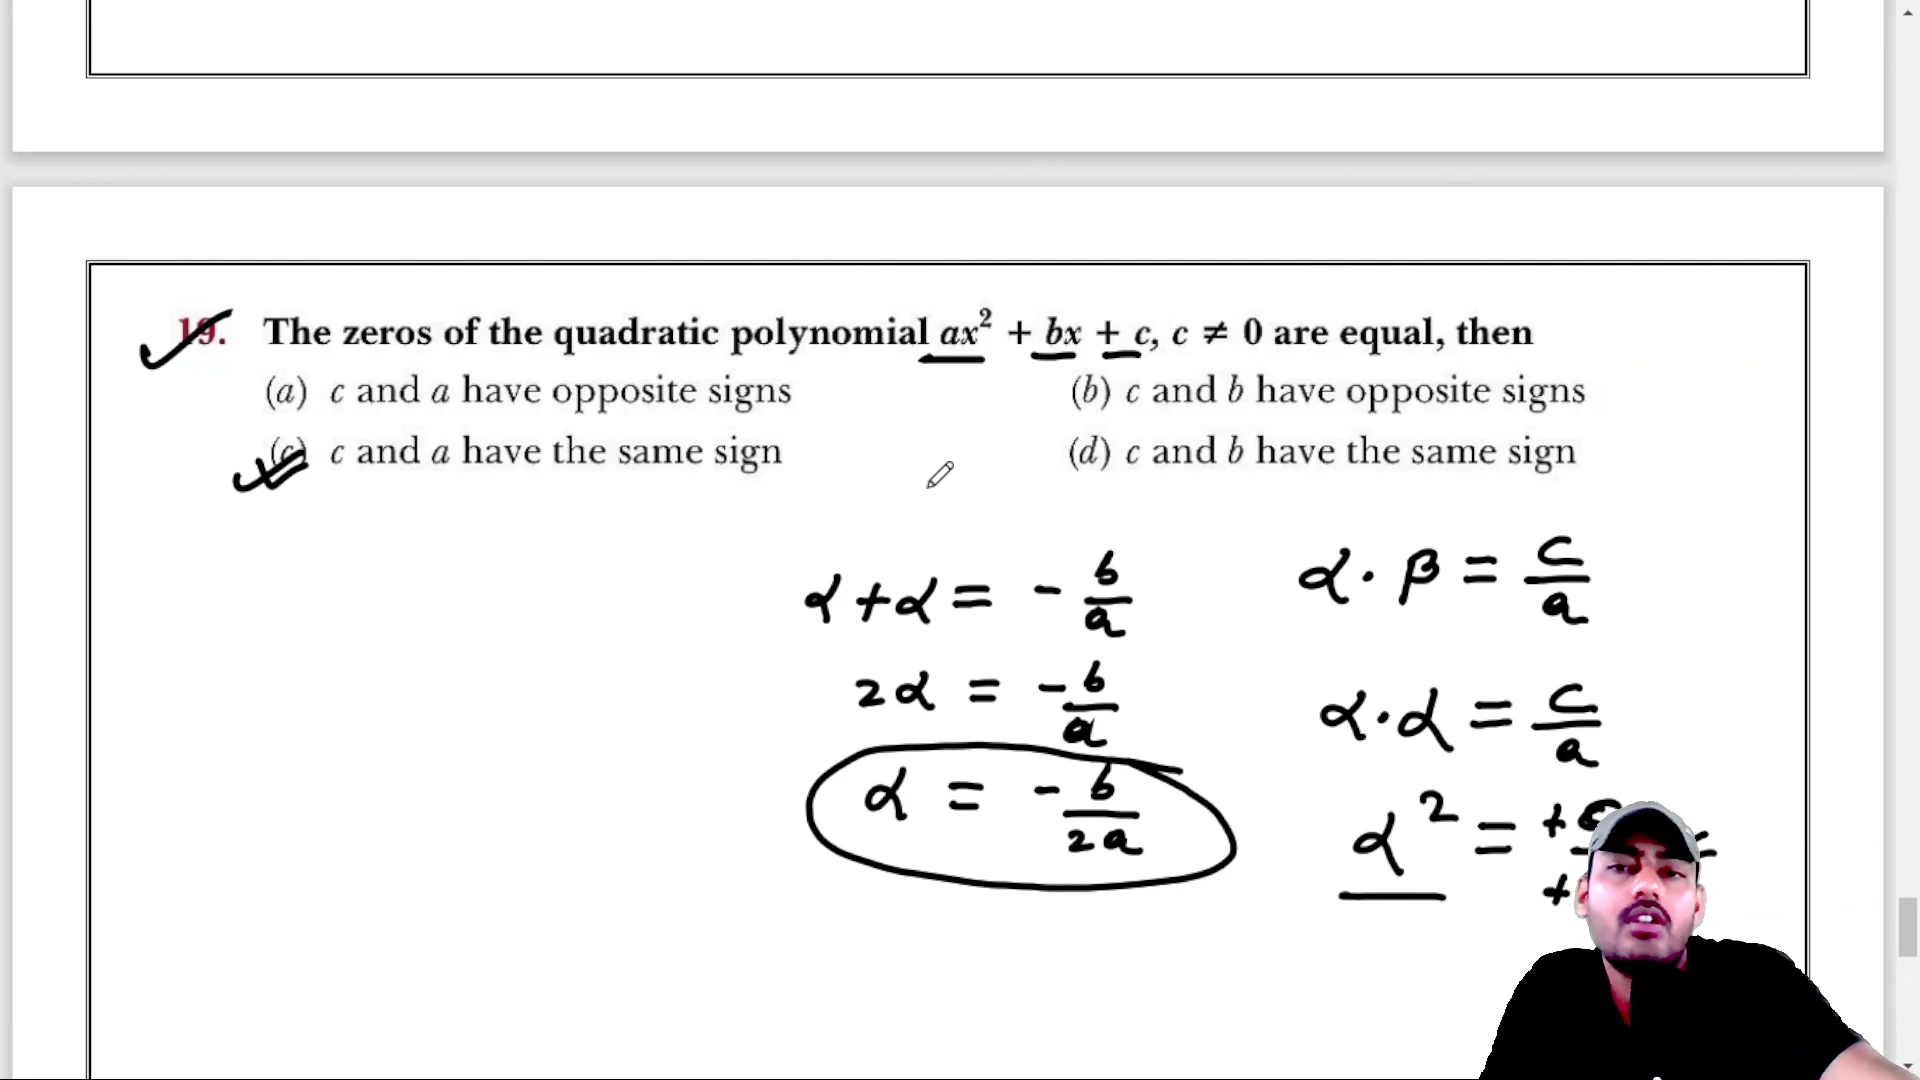 19. The zeros of the quadratic polynomial ax² + bx + c, c ≠ 0 are equal, then
(a) c and a have opposite signs
(b) c and b have opposite signs
(c) c and a have the same sign
(d) c and b have the same sign
α + α = - b/a
2α = - b/a
α = - b/2a
α · β = c/a
α · α = c/a
α² = +
+